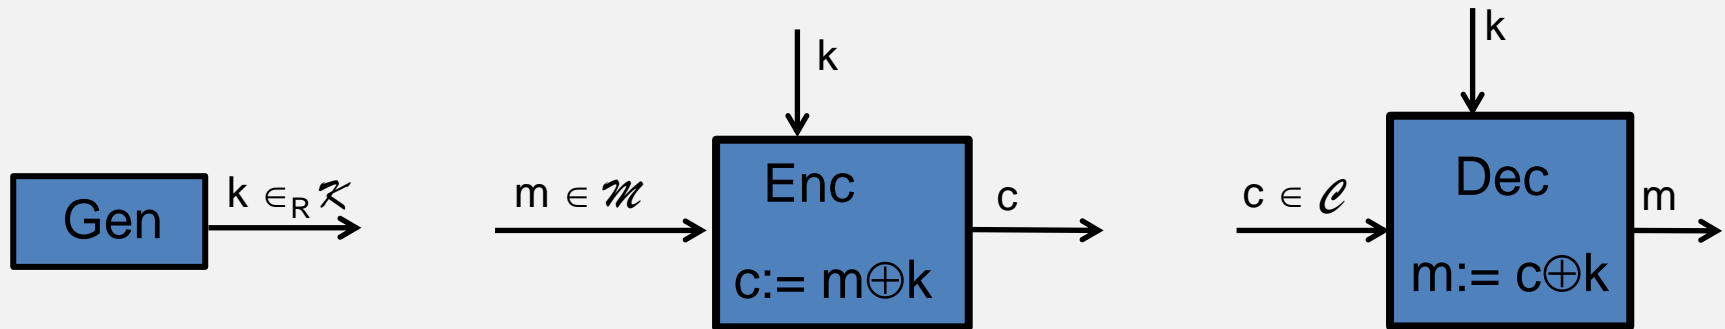 Gen
k ∈R 𝒦
m ∈ ℳ
k
Enc
c:= m⊕k
c
c ∈ 𝒞
k
Dec
m:= c⊕k
m